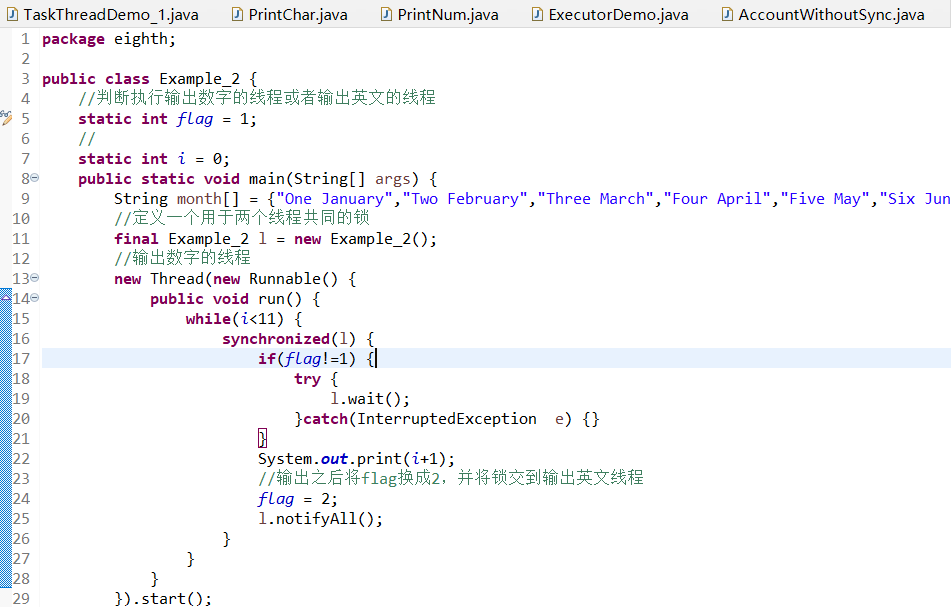 TaskThreadDemo_1.java PrintChar.java PrintNum.java ExecutorDemo.java AccountWithoutSync.java
1 package eighth;
2
3 public class Example_2 {
4 //判断执行输出数字的线程或者输出英文的线程
5 static int flag = 1;
6 //
7 static int i = 0;
8 public static void main(String[] args) {
9 String month[] = {"One January","Two February","Three March","Four April","Five May","Six Jun
10 //定义一个用于两个线程共同的锁
11 final Example_2 l = new Example_2();
12 //输出数字的线程
13 new Thread(new Runnable() {
14 public void run() {
15 while(i<11) {
16 synchronized(l) {
17 if(flag!=1) {
18 try {
19 l.wait();
20 }catch(InterruptedException  e) {}
21 }
22 System.out.print(i+1);
23 //输出之后将flag换成2，并将锁交到输出英文线程
24 flag = 2;
25 l.notifyAll();
26 }
27 }
28 }
29 }).start();